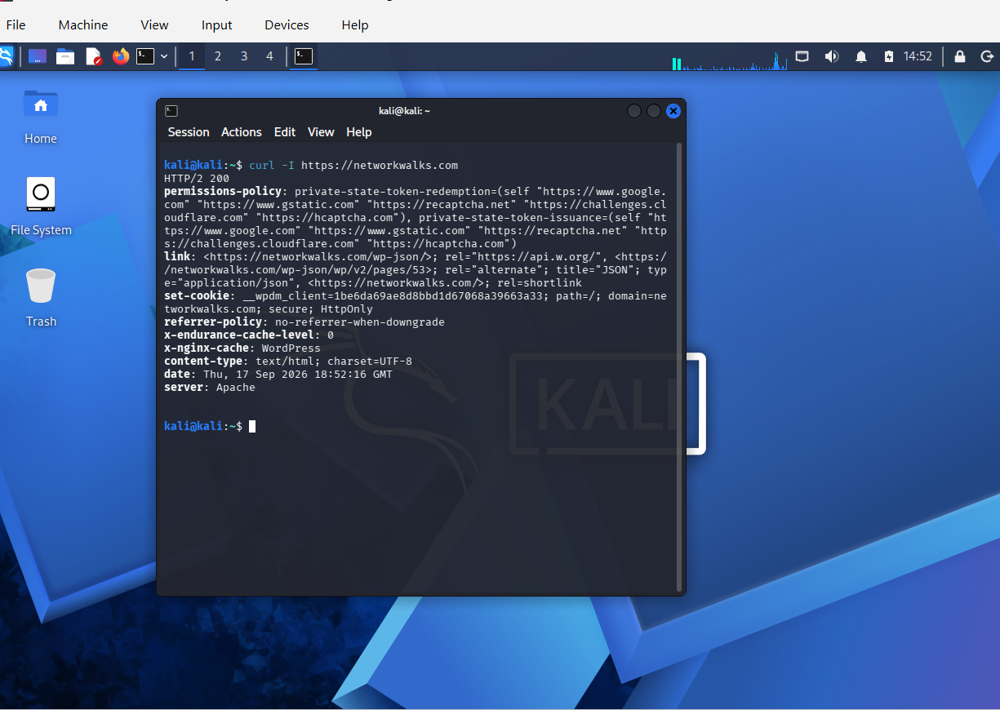 File Machine View Input Devices Help
1 2 3 4 14:52
Home
File System
Trash
kali@kali: ~
Session Actions Edit View Help
kali@kali:~$ curl -I https://networkwalks.com
HTTP/2 200
permissions-policy: private-state-token-redemption=(self "https://www.google.
com" "https://www.gstatic.com" "https://recaptcha.net" "https://challenges.cl
oudflare.com" "https://hcaptcha.com"), private-state-token-issuance=(self "ht
tps://www.google.com" "https://www.gstatic.com" "https://recaptcha.net" "http
s://challenges.cloudflare.com" "https://hcaptcha.com")
link: <https://networkwalks.com/wp-json/>; rel="https://api.w.org/", <https:/
/networkwalks.com/wp-json/wp/v2/pages/53>; rel="alternate"; title="JSON"; typ
e="application/json", <https://networkwalks.com/>; rel=shortlink
set-cookie: __wpdm_client=1be6da69ae8d8bbd1d67068a39663a33; path=/; domain=ne
tworkwalks.com; secure; HttpOnly
referrer-policy: no-referrer-when-downgrade
x-endurance-cache-level: 0
x-nginx-cache: WordPress
content-type: text/html; charset=UTF-8
date: Thu, 17 Sep 2026 18:52:16 GMT
server: Apache
kali@kali:~$
KALI